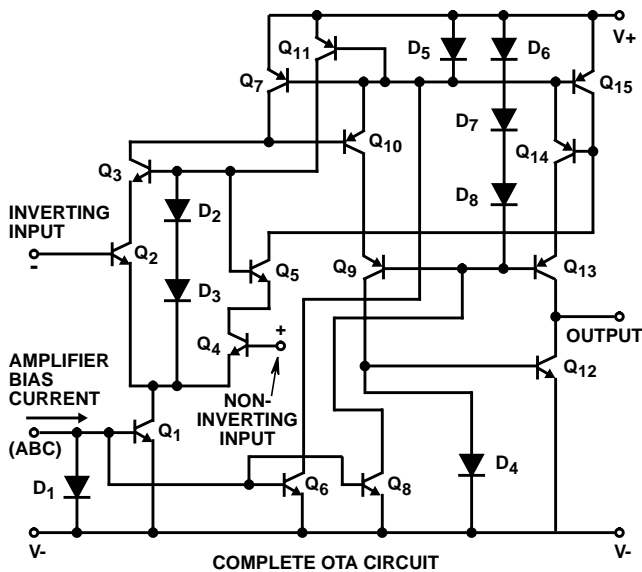 V+
Q11
D5
D6
Q7
Q15
Q10
D7
Q14
Q3
D2
D8
INVERTING
INPUT
-
Q2
D3
Q5
Q9
Q13
+
Q4
OUTPUT
AMPLIFIER
BIAS
CURRENT
NON-
INVERTING
INPUT
Q12
(ABC)
Q1
D1
Q6
Q8
D4
V-
V-
COMPLETE OTA CIRCUIT